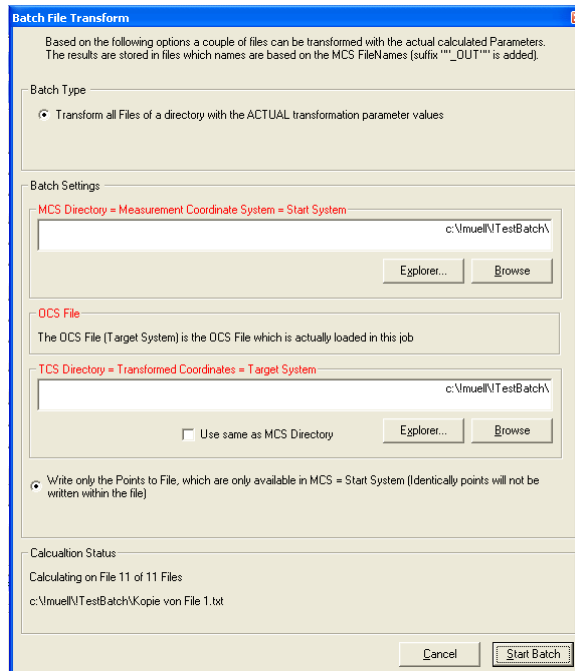 Batch File Transform
Based on the following options a couple of files can be transformed with the actual calculated Parameters.
The results are stored in files which names are based on the MCS FileNames (suffix ""_OUT"" is added).
Batch Type
Transform all Files of a directory with the ACTUAL transformation parameter values
Batch Settings
MCS Directory = Measurement Coordinate System = Start System
c:\!muell\!TestBatch\
Explorer... Browse
OCS File
The OCS File (Target System) is the OCS File which is actually loaded in this job
TCS Directory = Transformed Coordinates = Target System
c:\!muell\!TestBatch\
Use same as MCS Directory Explorer... Browse
Write only the Points to File, which are only available in MCS = Start System (Identically points will not be
written within the file)
Calcualtion Status
Calculating on File 11 of 11 Files
c:\!muell\!TestBatch\Kopie von File 1.txt
Cancel Start Batch